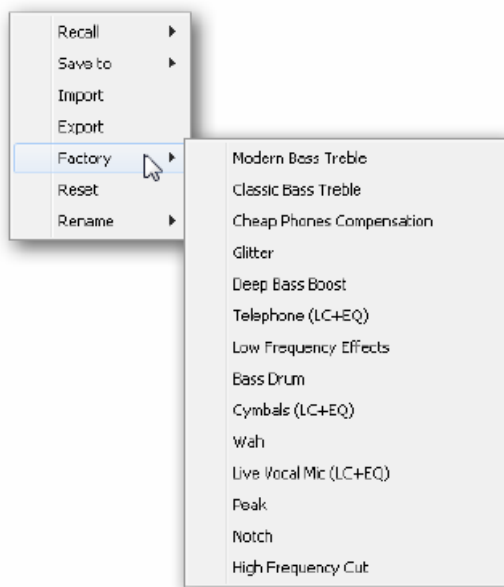 Recall
Save to
Import
Export
Factory
Reset
Rename
Modern Bass Treble
Classic Bass Treble
Cheap Phones Compensation
Glitter
Deep Bass Boost
Telephone (LC+EQ)
Low Frequency Effects
Bass Drum
Cymbals (LC+EQ)
Wah
Live Vocal Mic (LC+EQ)
Peak
Notch
High Frequency Cut